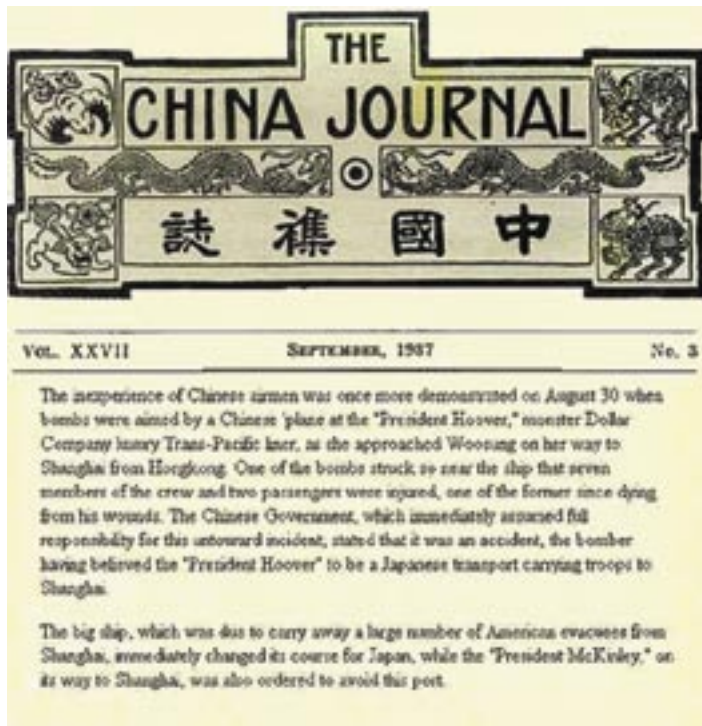 THE
CHINA JOURNAL
誌 襍 國 中
VOL. XXVII SEPTEMBER, 1937 No. 3
The inexperience of Chinese airmen was once more demonstrated on August 30 when
bombs were aimed by a Chinese 'plane at the "President Hoover," monster Dollar
Company luxury Trans-Pacific liner, as she approached Woosung on her way to
Shanghai from Hongkong. One of the bombs struck so near the ship that seven
members of the crew and two passengers were injured, one of the former since dying
from his wounds. The Chinese Government, which immediately assumed full
responsibility for this untoward incident, stated that it was an accident, the bomber
having believed the "President Hoover" to be a Japanese transport carrying troops to
Shanghai.
The big ship, which was due to carry away a large number of American evacuees from
Shanghai, immediately changed its course for Japan, while the "President McKinley," on
its way to Shanghai, was also ordered to avoid this port.